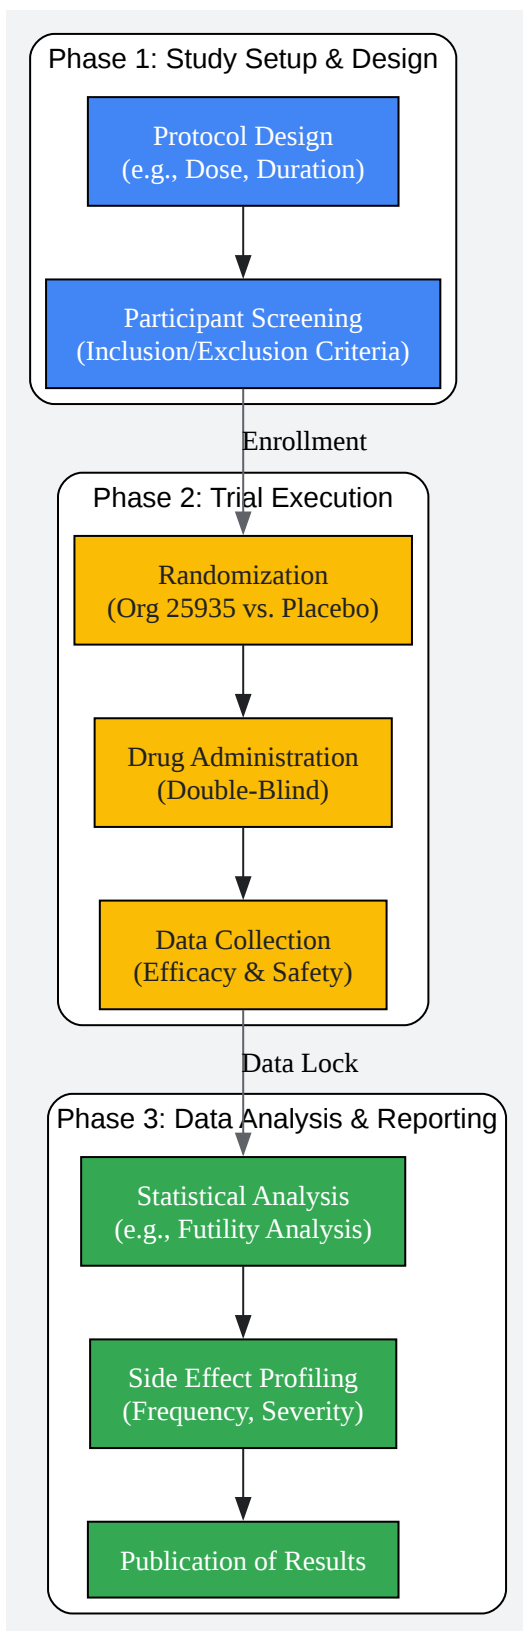 Phase 1: Study Setup & Design
Protocol Design
(e.g., Dose, Duration)
Participant Screening
(Inclusion/Exclusion Criteria)
Enrollment
Phase 2: Trial Execution
Randomization
(Org 25935 vs. Placebo)
Drug Administration
(Double-Blind)
Data Collection
(Efficacy & Safety)
Data Lock
Phase 3: Data Analysis & Reporting
Statistical Analysis
(e.g., Futility Analysis)
Side Effect Profiling
(Frequency, Severity)
Publication of Results